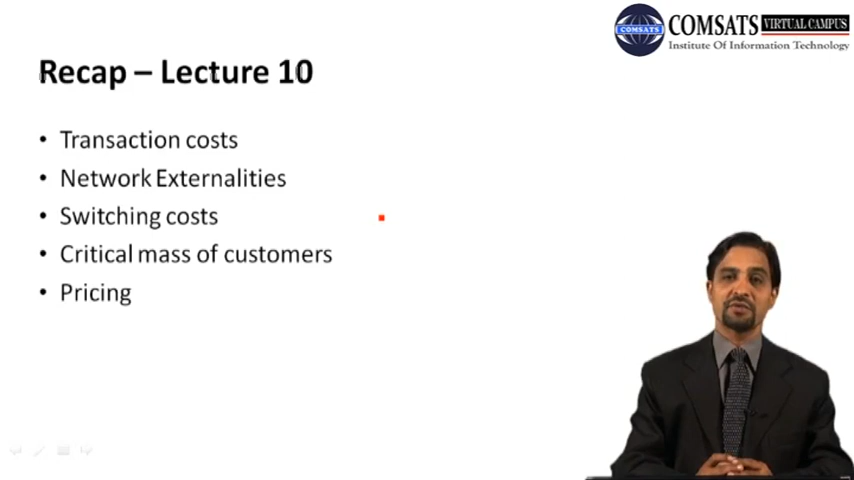 COMSATS VIRTUAL CAMPUS
Institute Of Information Technology
COMSATS
Recap – Lecture 10
• Transaction costs
• Network Externalities
• Switching costs
• Critical mass of customers
• Pricing